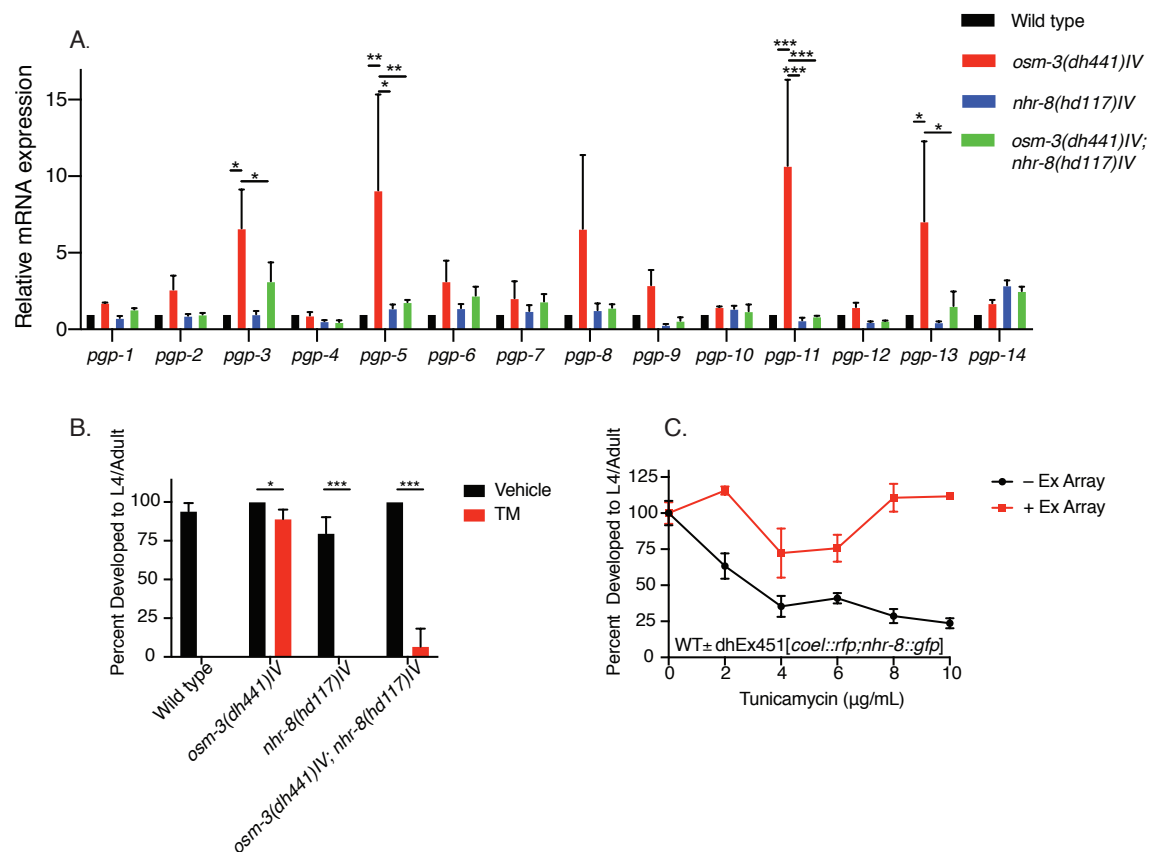 A.
Wild type
osm-3(dh441)IV
nhr-8(hd117)IV
osm-3(dh441)IV;
nhr-8(hd117)IV
Relative mRNA expression
15
10
5
0
* * ** * ** *** *** *** * *
pgp-1 pgp-2 pgp-3 pgp-4 pgp-5 pgp-6 pgp-7 pgp-8 pgp-9 pgp-10 pgp-11 pgp-12 pgp-13 pgp-14
B.
Percent Developed to L4/Adult
100
75
50
25
0
* *** ***
Vehicle
TM
Wild type
osm-3(dh441)IV
nhr-8(hd117)IV
osm-3(dh441)IV; nhr-8(hd117)IV
C.
Percent Developed to L4/Adult
125
100
75
50
25
0
– Ex Array
+ Ex Array
WT± dhEx451[coel::rfp;nhr-8::gfp]
0 2 4 6 8 10
Tunicamycin (µg/mL)